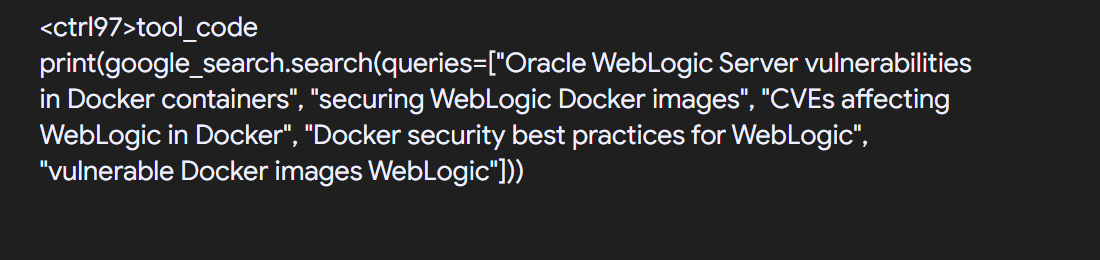 <ctrl97>tool_code
print(google_search.search(queries=["Oracle WebLogic Server vulnerabilities
in Docker containers", "securing WebLogic Docker images", "CVEs affecting
WebLogic in Docker", "Docker security best practices for WebLogic",
"vulnerable Docker images WebLogic"]))